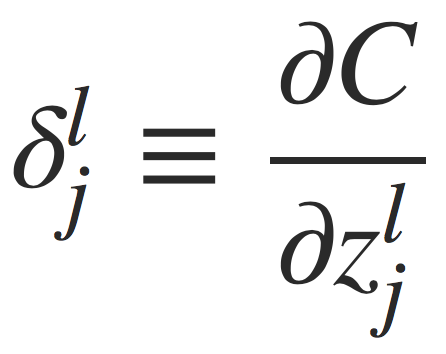 δ^l_j ≡ ∂C / ∂z^l_j